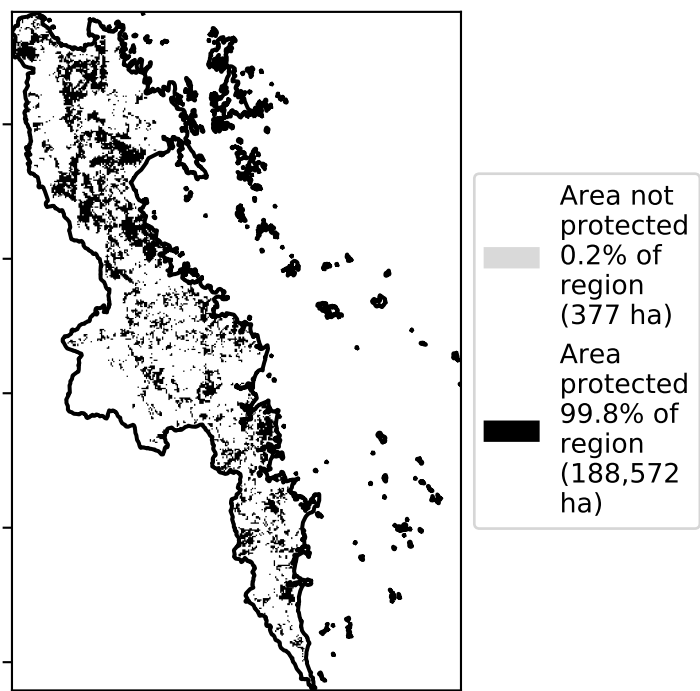 Area not
protected
0.2% of
region
(377 ha)
Area
protected
99.8% of
region
(188,572
ha)